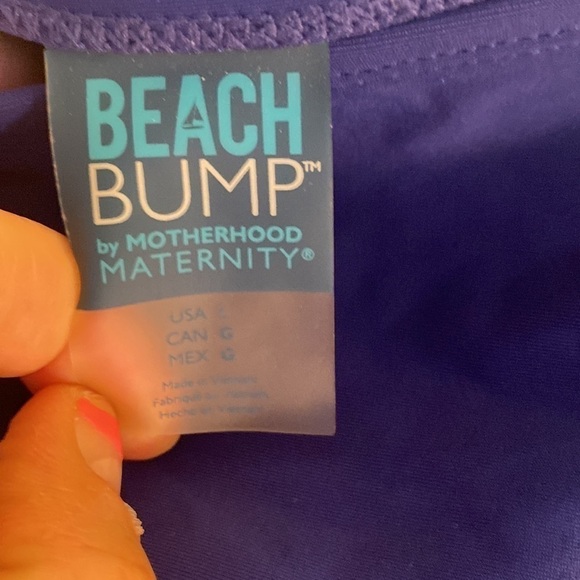 BEACH
BUMP™
by MOTHERHOOD
MATERNITY®
USA L
CAN G
MEX G
Made in Vietnam
Fabriqué au Vietnam
Hecho en Vietnam